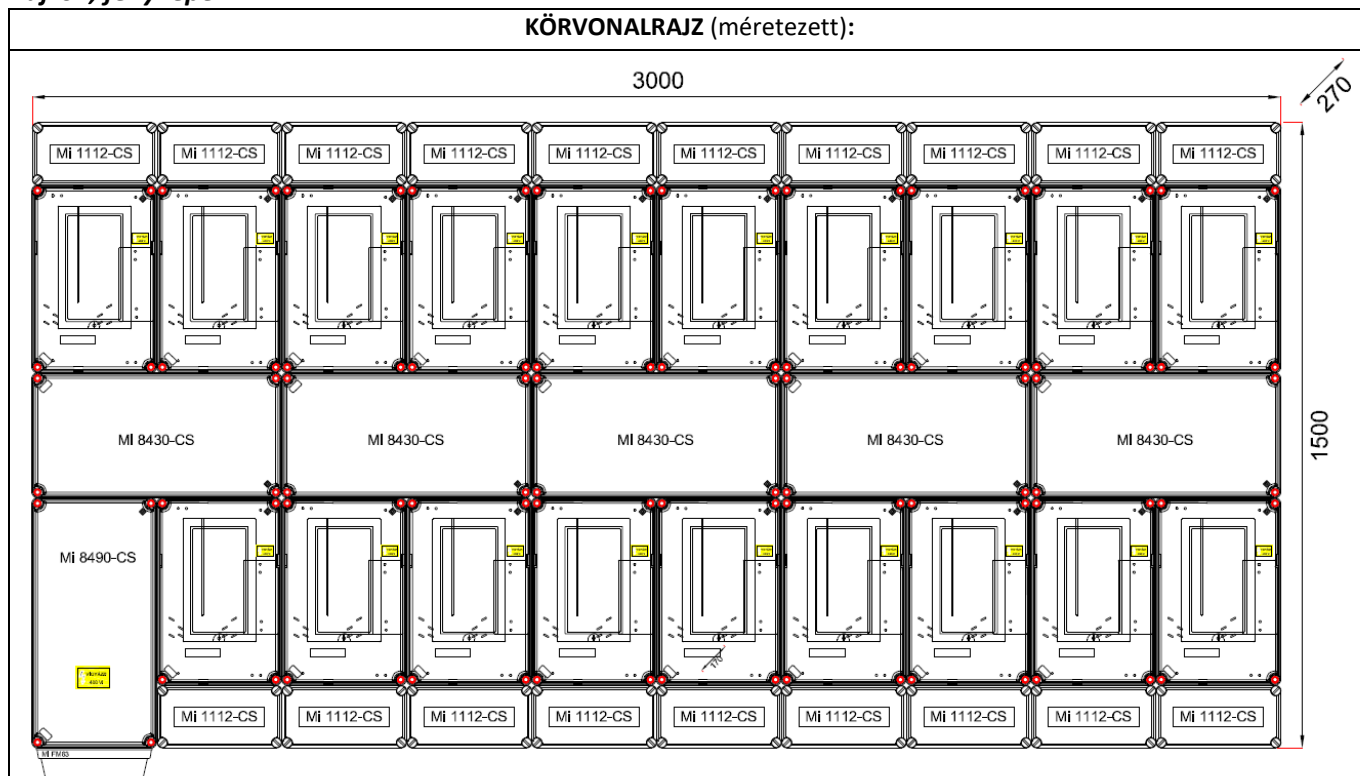 KÖRVONALRAJZ (méretezett):
3000
270
Mi 1112-CS Mi 1112-CS Mi 1112-CS Mi 1112-CS Mi 1112-CS Mi 1112-CS Mi 1112-CS Mi 1112-CS Mi 1112-CS Mi 1112-CS
MI 8430-CS MI 8430-CS MI 8430-CS MI 8430-CS MI 8430-CS
1500
Mi 8490-CS
170
Mi 1112-CS Mi 1112-CS Mi 1112-CS Mi 1112-CS Mi 1112-CS Mi 1112-CS Mi 1112-CS Mi 1112-CS Mi 1112-CS
MI FM63